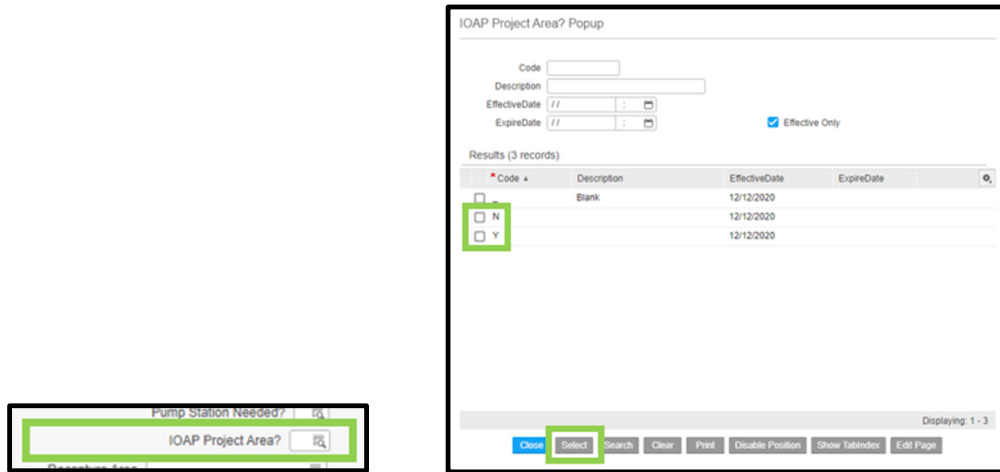 IOAP Project Area? Popup
Code
Description
EffectiveDate / / :
ExpireDate / / :
Effective Only
Results (3 records)
* Code Description EffectiveDate ExpireDate
_ Blank 12/12/2020
N 12/12/2020
Y 12/12/2020
Displaying: 1 - 3
Close Select Search Clear Print Disable Position Show TabIndex Edit Page
Pump Station Needed?
IOAP Project Area?
Area